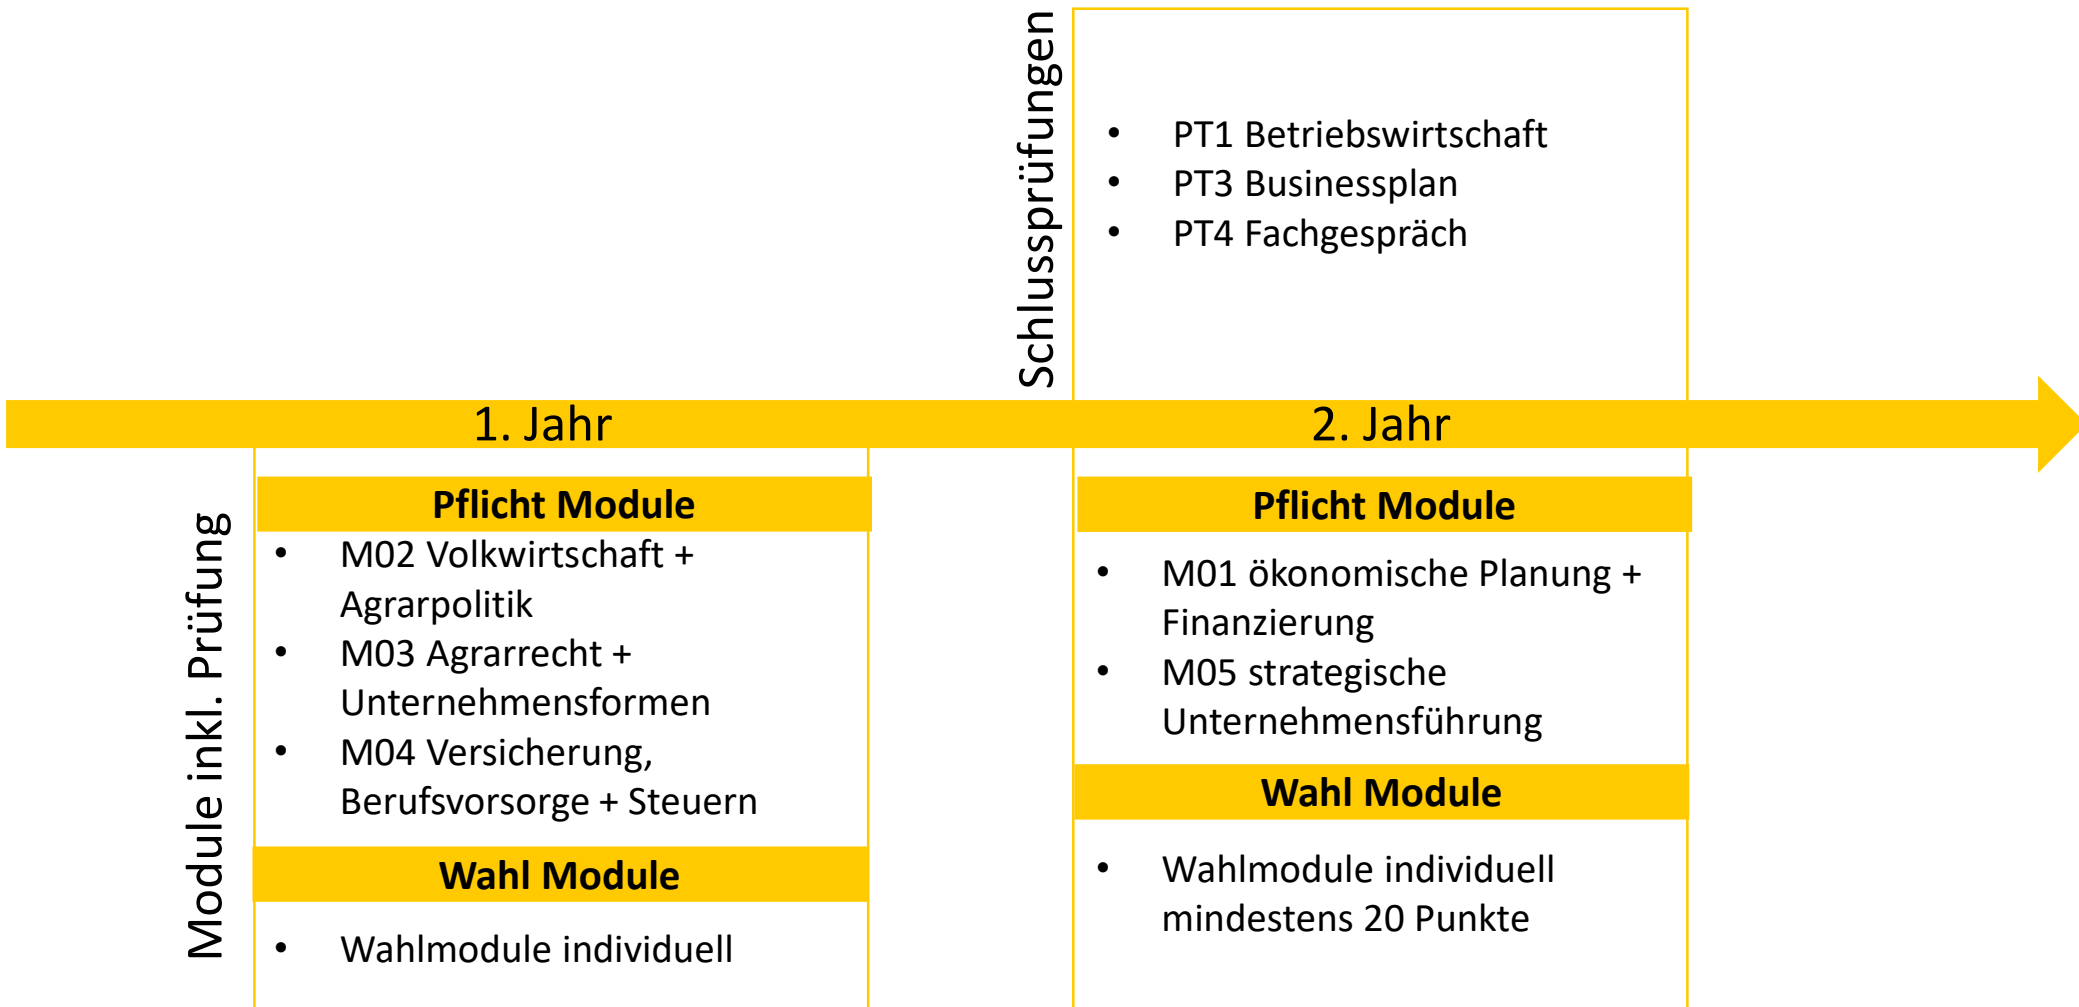 Schlussprüfungen
• PT1 Betriebswirtschaft
• PT3 Businessplan
• PT4 Fachgespräch
1. Jahr
2. Jahr
Module inkl. Prüfung
Pflicht Module
• M02 Volkwirtschaft +
Agrarpolitik
• M03 Agrarrecht +
Unternehmensformen
• M04 Versicherung,
Berufsvorsorge + Steuern
Wahl Module
• Wahlmodule individuell
Pflicht Module
• M01 ökonomische Planung +
Finanzierung
• M05 strategische
Unternehmensführung
Wahl Module
• Wahlmodule individuell
mindestens 20 Punkte